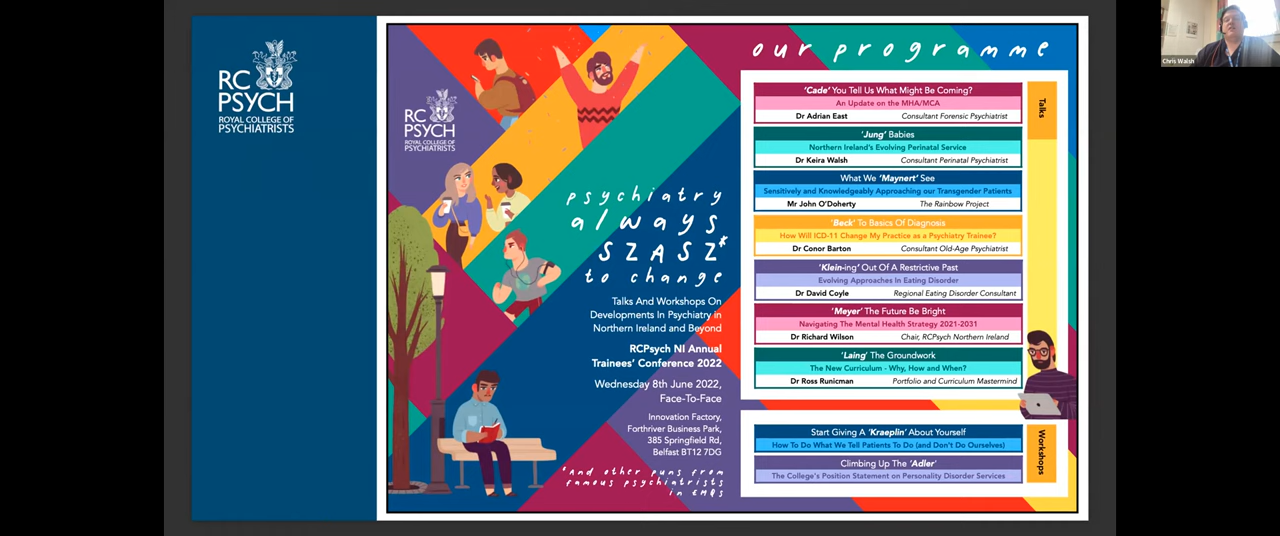 RC
PSYCH
ROYAL COLLEGE OF
PSYCHIATRISTS
RC
PSYCH
ROYAL COLLEGE OF
PSYCHIATRISTS
psychiatry
always
SZASZ*
to change
Talks And Workshops On
Developments In Psychiatry in
Northern Ireland and Beyond
RCPsych NI Annual
Trainees' Conference 2022
Wednesday 8th June 2022,
Face-To-Face
Innovation Factory,
Forthriver Business Park,
385 Springfield Rd,
Belfast BT12 7DG
*And other puns from
famous psychiatrists
in EMQs
our programme
Talks
'Cade' You Tell Us What Might Be Coming?
An Update on the MHA/MCA
Dr Adrian East Consultant Forensic Psychiatrist
'Jung' Babies
Northern Ireland's Evolving Perinatal Service
Dr Keira Walsh Consultant Perinatal Psychiatrist
What We 'Maynert' See
Sensitively and Knowledgeably Approaching our Transgender Patients
Mr John O'Doherty The Rainbow Project
'Beck' To Basics Of Diagnosis
How Will ICD-11 Change My Practice as a Psychiatry Trainee?
Dr Conor Barton Consultant Old-Age Psychiatrist
'Klein-ing' Out Of A Restrictive Past
Evolving Approaches In Eating Disorder
Dr David Coyle Regional Eating Disorder Consultant
'Meyer' The Future Be Bright
Navigating The Mental Health Strategy 2021-2031
Dr Richard Wilson Chair, RCPsych Northern Ireland
'Laing' The Groundwork
The New Curriculum - Why, How and When?
Dr Ross Runicman Portfolio and Curriculum Mastermind
Workshops
Start Giving A 'Kraeplin' About Yourself
How To Do What We Tell Patients To Do (and Don't Do Ourselves)
Climbing Up The 'Adler'
The College's Position Statement on Personality Disorder Services
Chris Walsh